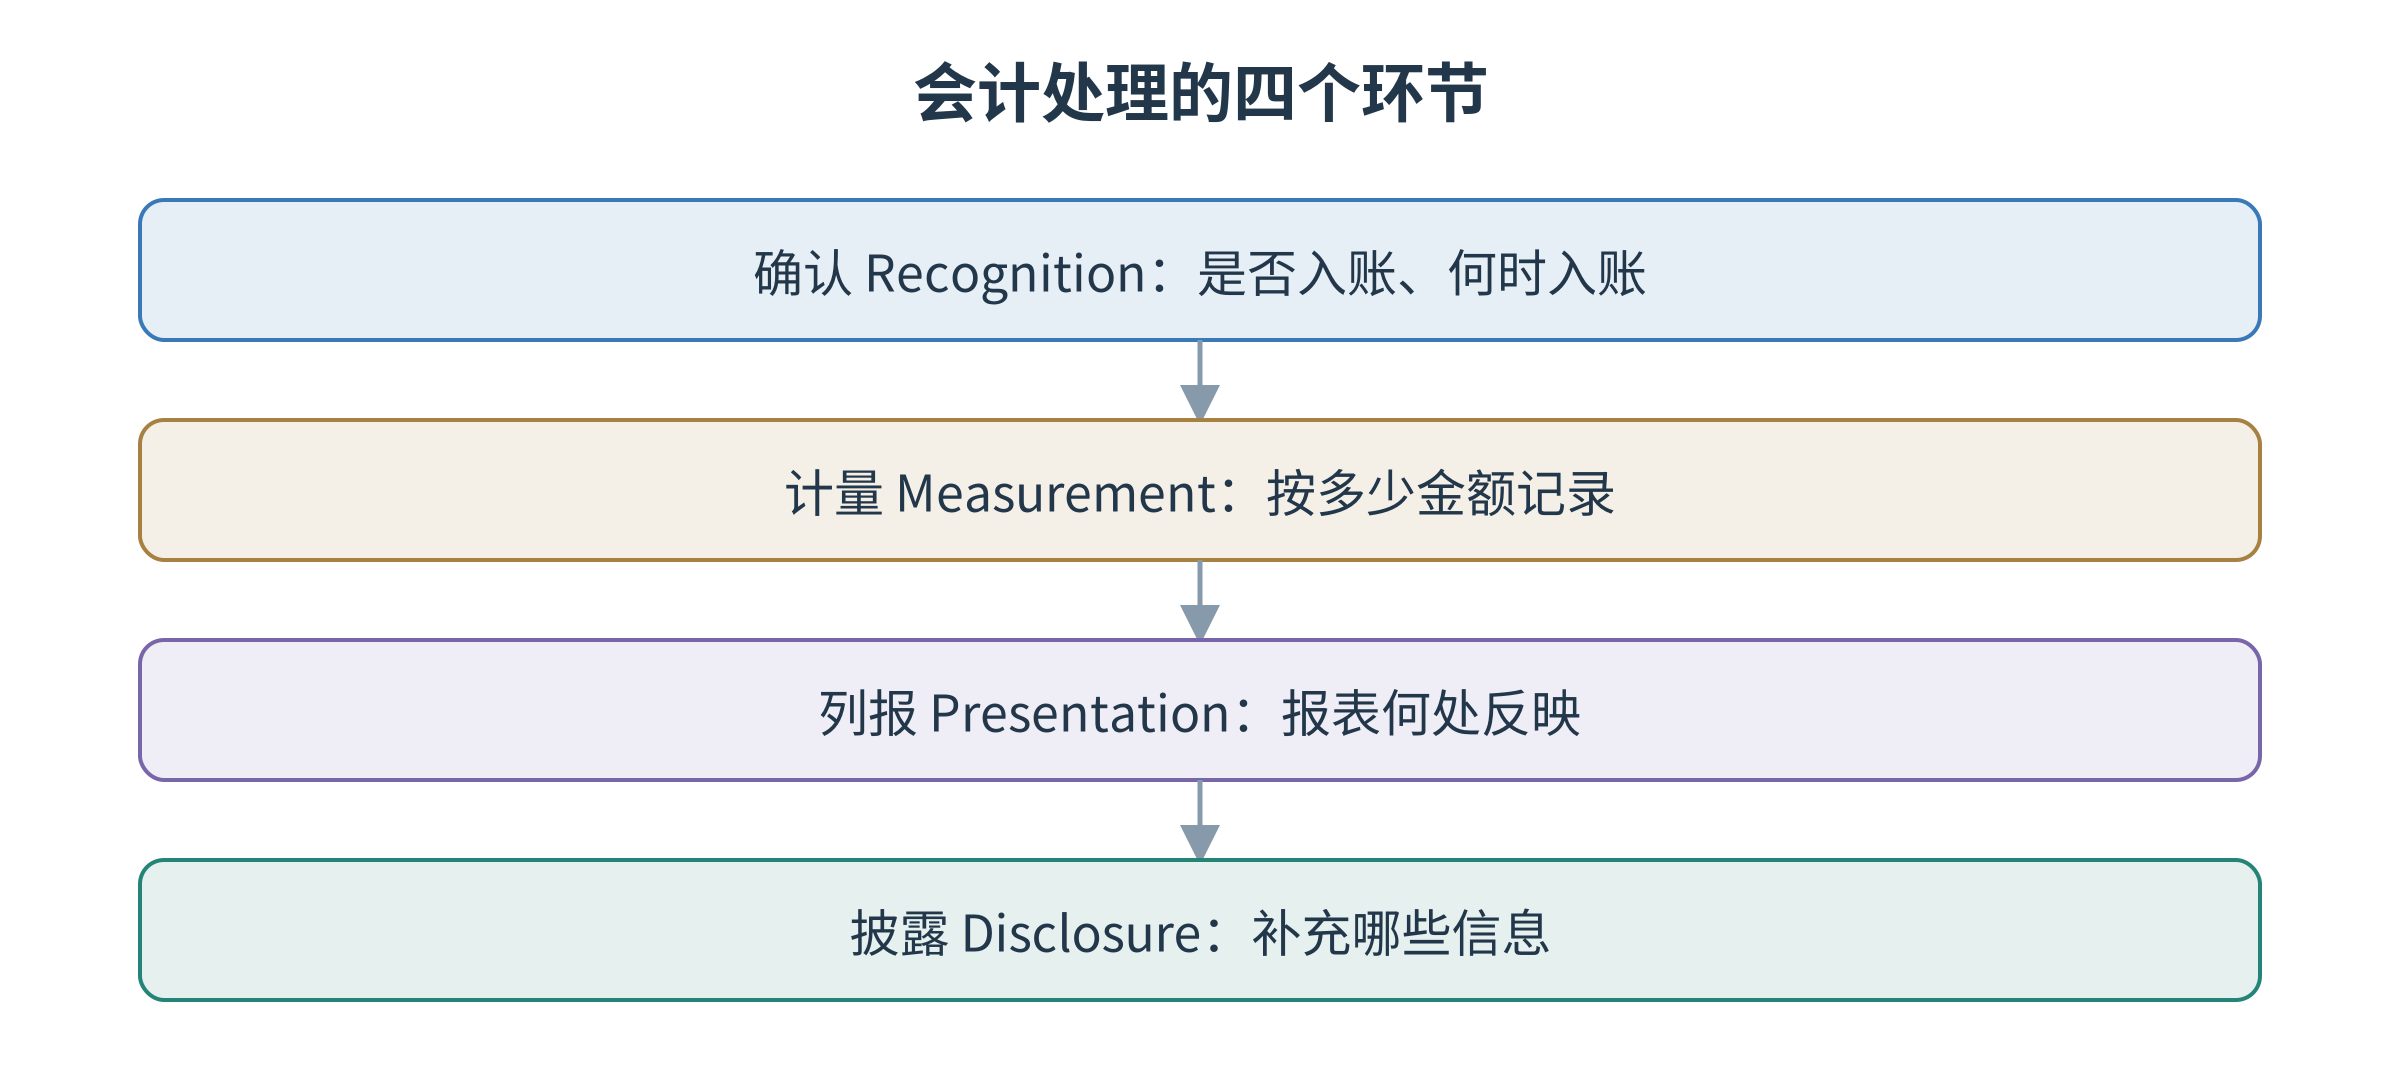 会计处理的四个环节
确认 Recognition：是否入账、何时入账
计量 Measurement：按多少金额记录
列报 Presentation：报表何处反映
披露 Disclosure：补充哪些信息